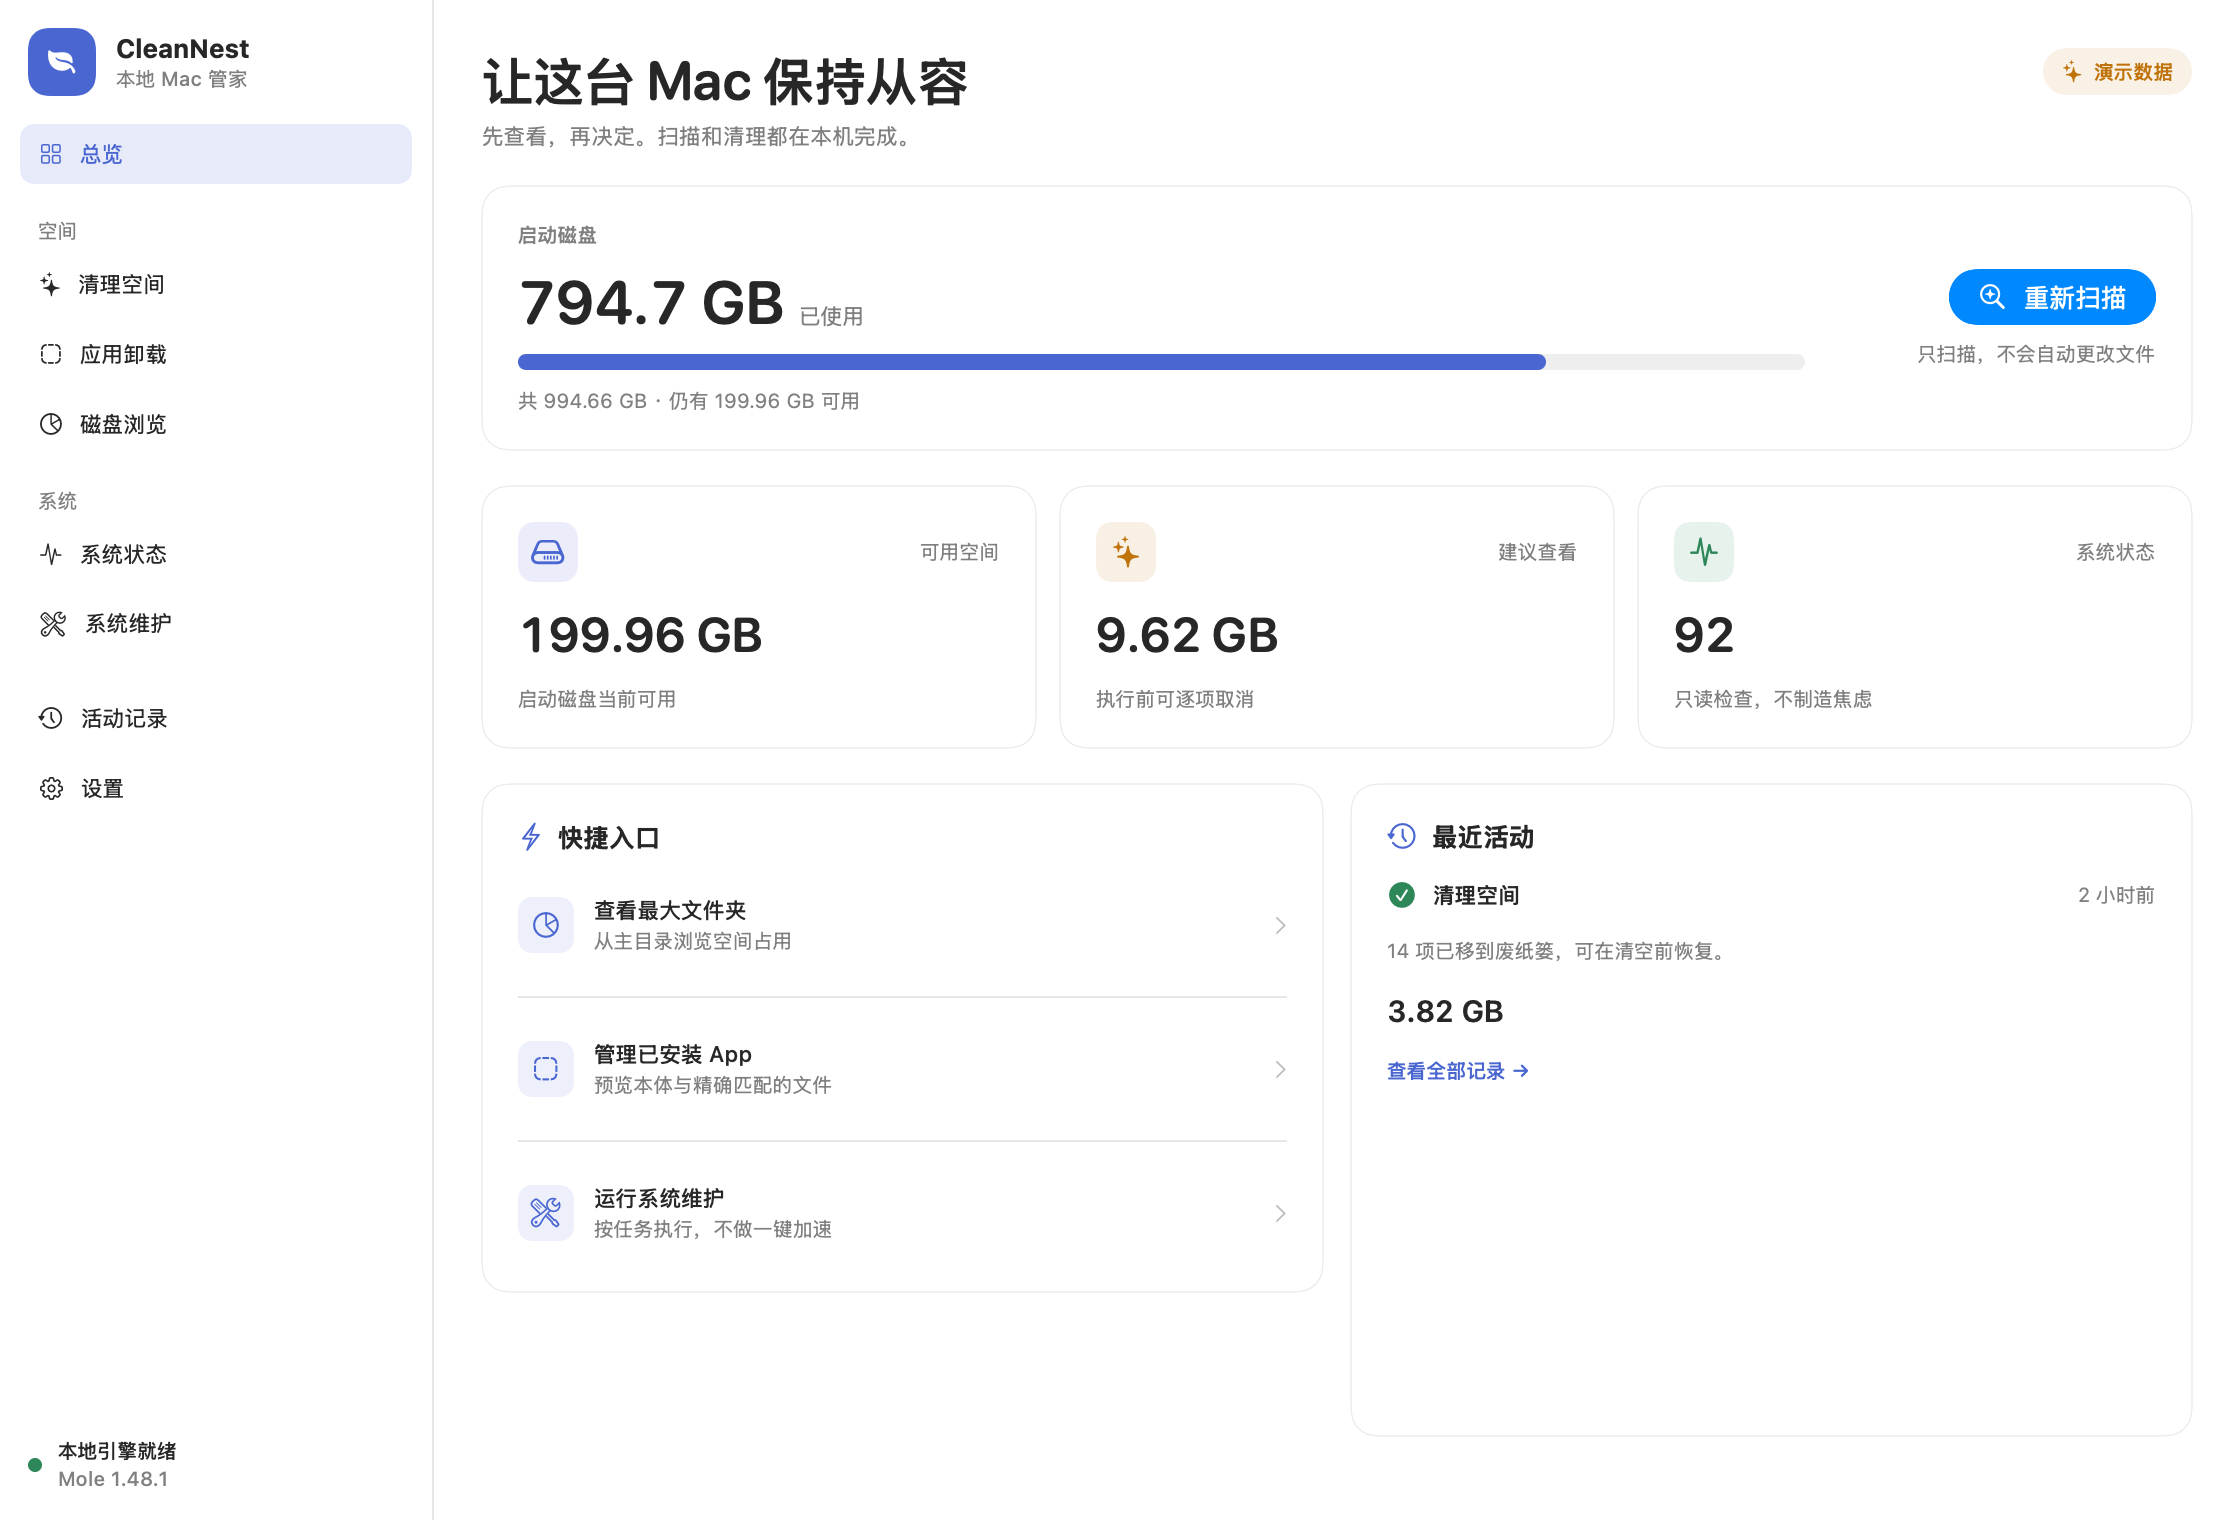 CleanNest
本地 Mac 管家
总览
空间
清理空间
应用卸载
磁盘浏览
系统
系统状态
系统维护
活动记录
设置
本地引擎就绪
Mole 1.48.1
让这台 Mac 保持从容
先查看，再决定。扫描和清理都在本机完成。
演示数据
启动磁盘
794.7 GB 已使用
共 994.66 GB · 仍有 199.96 GB 可用
重新扫描
只扫描，不会自动更改文件
可用空间
199.96 GB
启动磁盘当前可用
建议查看
9.62 GB
执行前可逐项取消
系统状态
92
只读检查，不制造焦虑
快捷入口
查看最大文件夹
从主目录浏览空间占用
管理已安装 App
预览本体与精确匹配的文件
运行系统维护
按任务执行，不做一键加速
最近活动
清理空间
2 小时前
14 项已移到废纸篓，可在清空前恢复。
3.82 GB
查看全部记录 →